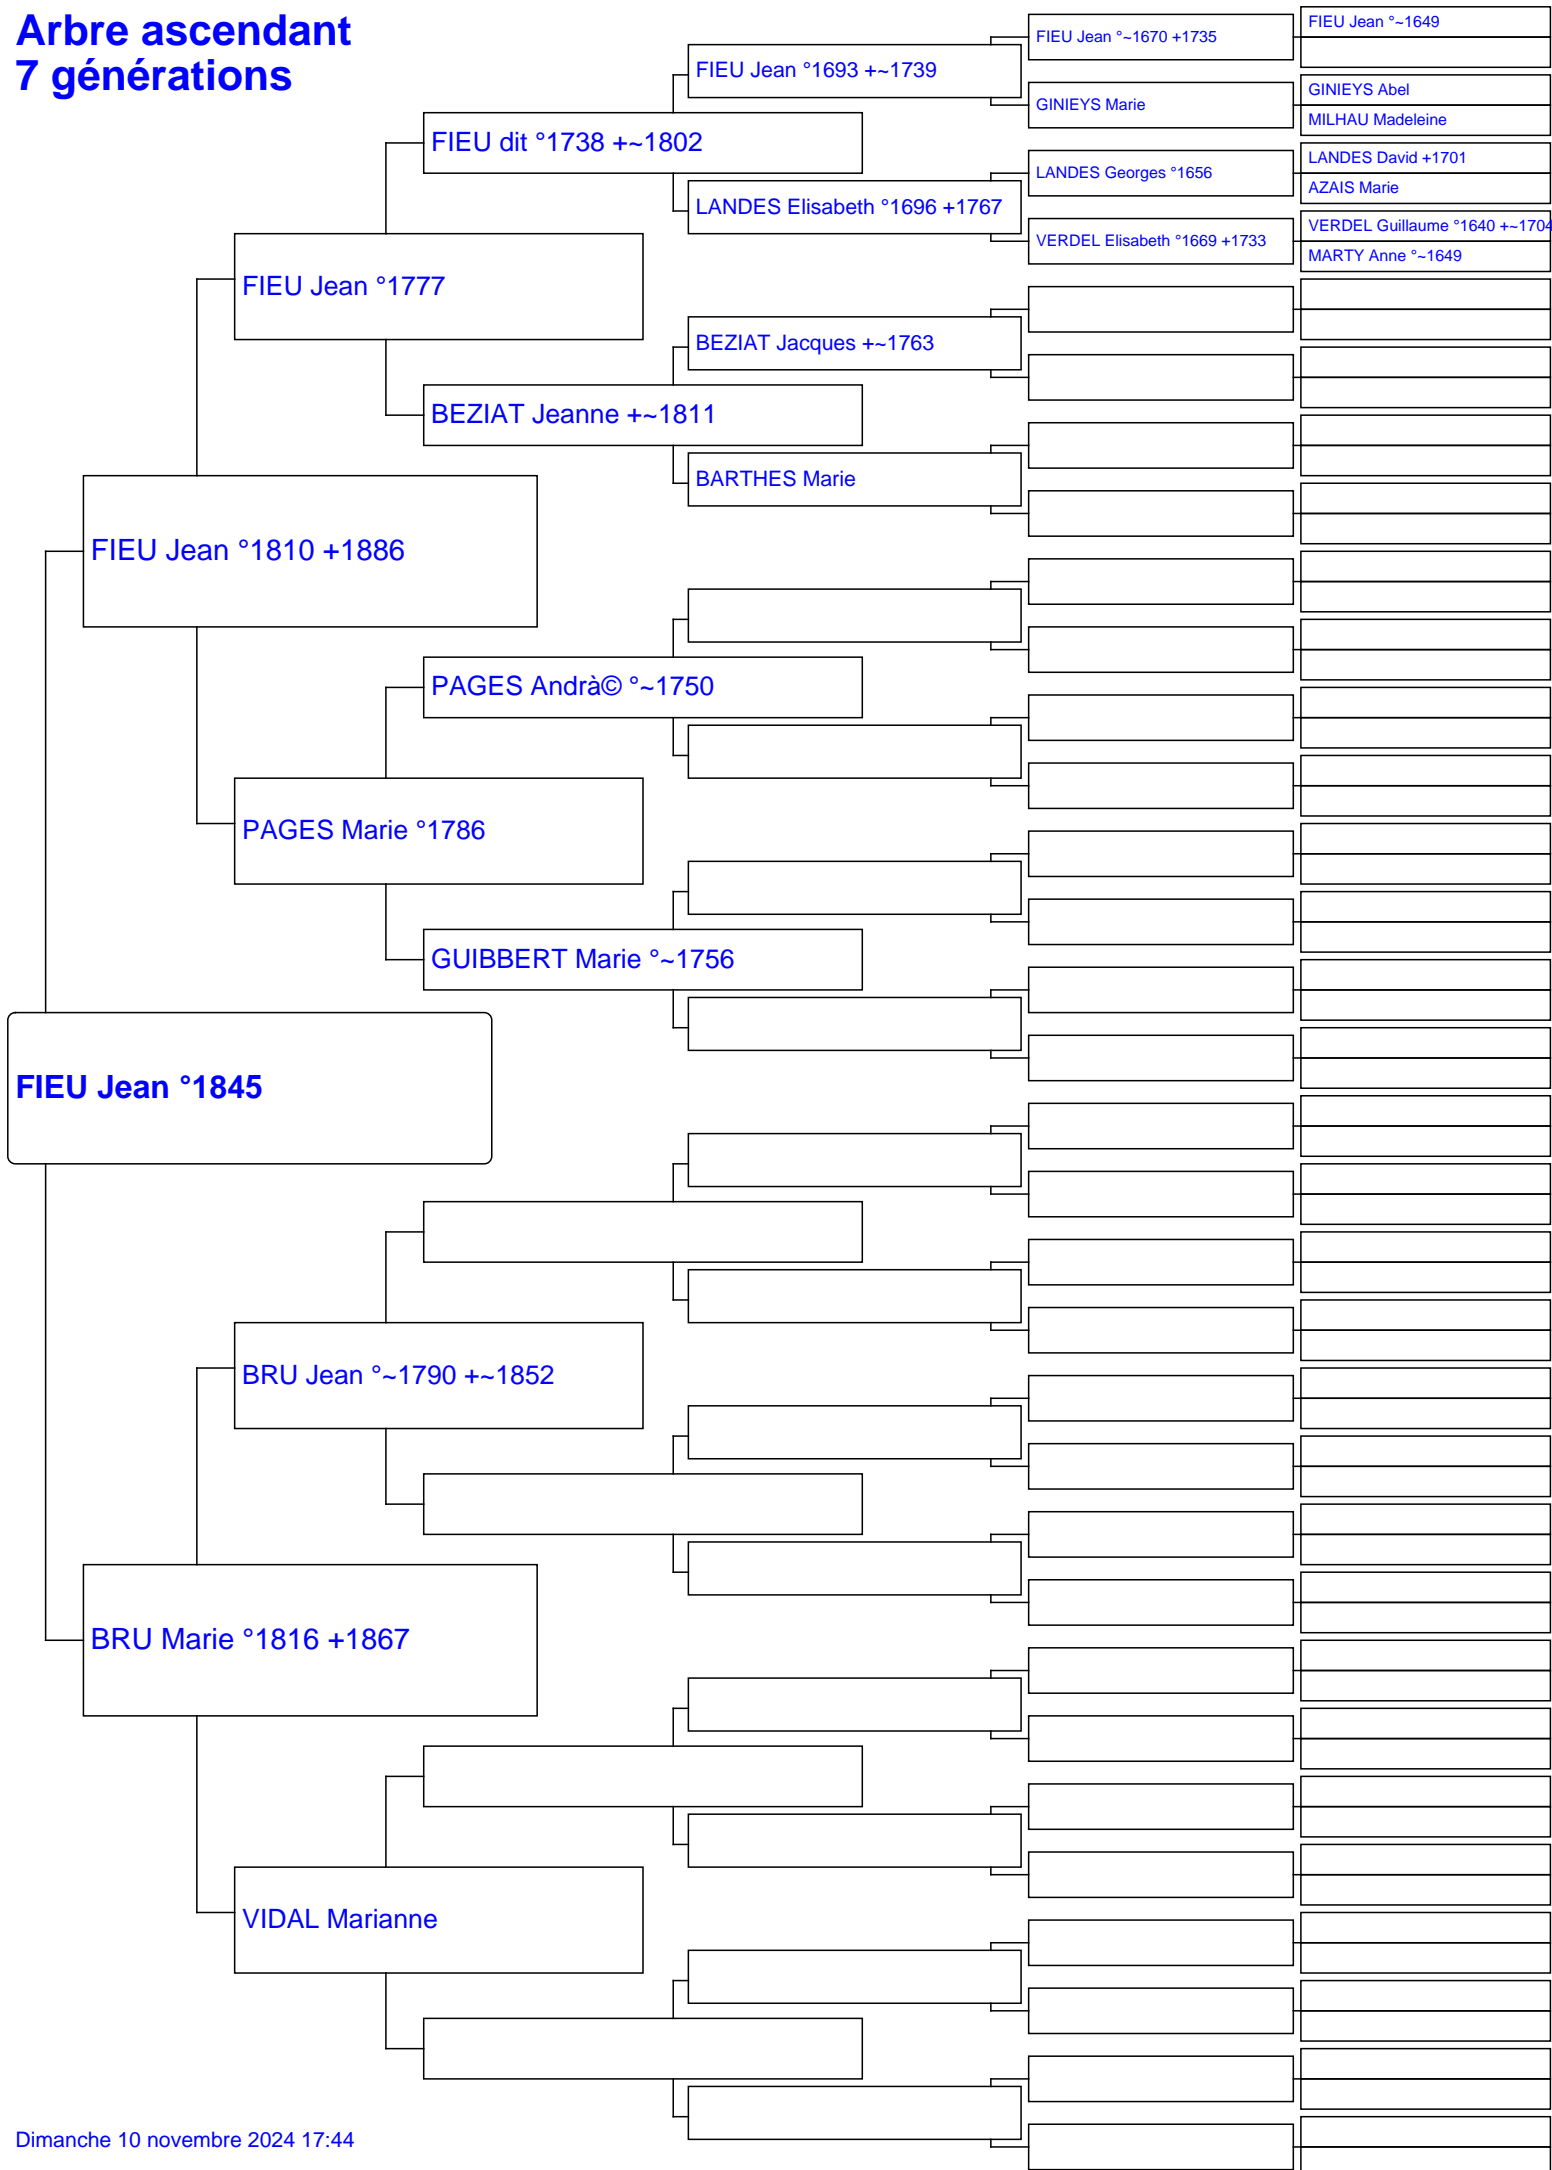 Arbre ascendant
7 générations
FIEU Jean °~1649
FIEU Jean °~1670 +1735
FIEU Jean °1693 +~1739
GINIEYS Abel
GINIEYS Marie
MILHAU Madeleine
FIEU dit °1738 +~1802
LANDES David +1701
LANDES Georges °1656
AZAIS Marie
LANDES Elisabeth °1696 +1767
VERDEL Guillaume °1640 +~1704
VERDEL Elisabeth °1669 +1733
MARTY Anne °~1649
FIEU Jean °1777
BEZIAT Jacques +~1763
BEZIAT Jeanne +~1811
BARTHES Marie
FIEU Jean °1810 +1886
PAGES Andrà© °~1750
PAGES Marie °1786
GUIBBERT Marie °~1756
FIEU Jean °1845
BRU Jean °~1790 +~1852
BRU Marie °1816 +1867
VIDAL Marianne
Dimanche 10 novembre 2024 17:44